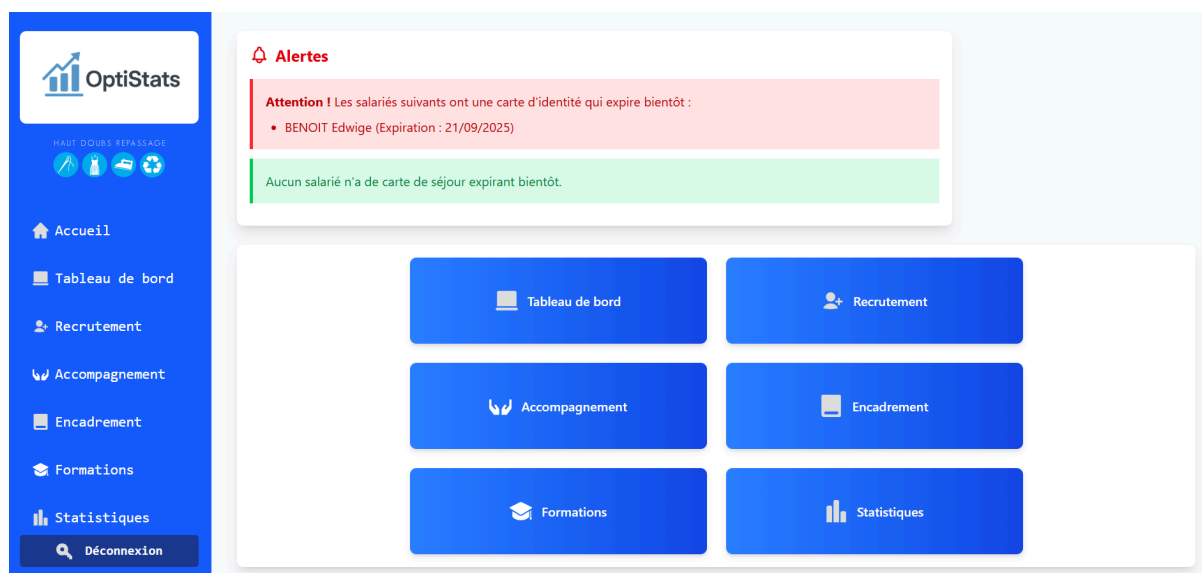 OptiStats
HAUT DOUBS REPASSAGE
Accueil
Tableau de bord
Recrutement
Accompagnement
Encadrement
Formations
Statistiques
Déconnexion
Alertes
Attention ! Les salariés suivants ont une carte d'identité qui expire bientôt :
• BENOIT Edwige (Expiration : 21/09/2025)
Aucun salarié n'a de carte de séjour expirant bientôt.
Tableau de bord
Recrutement
Accompagnement
Encadrement
Formations
Statistiques